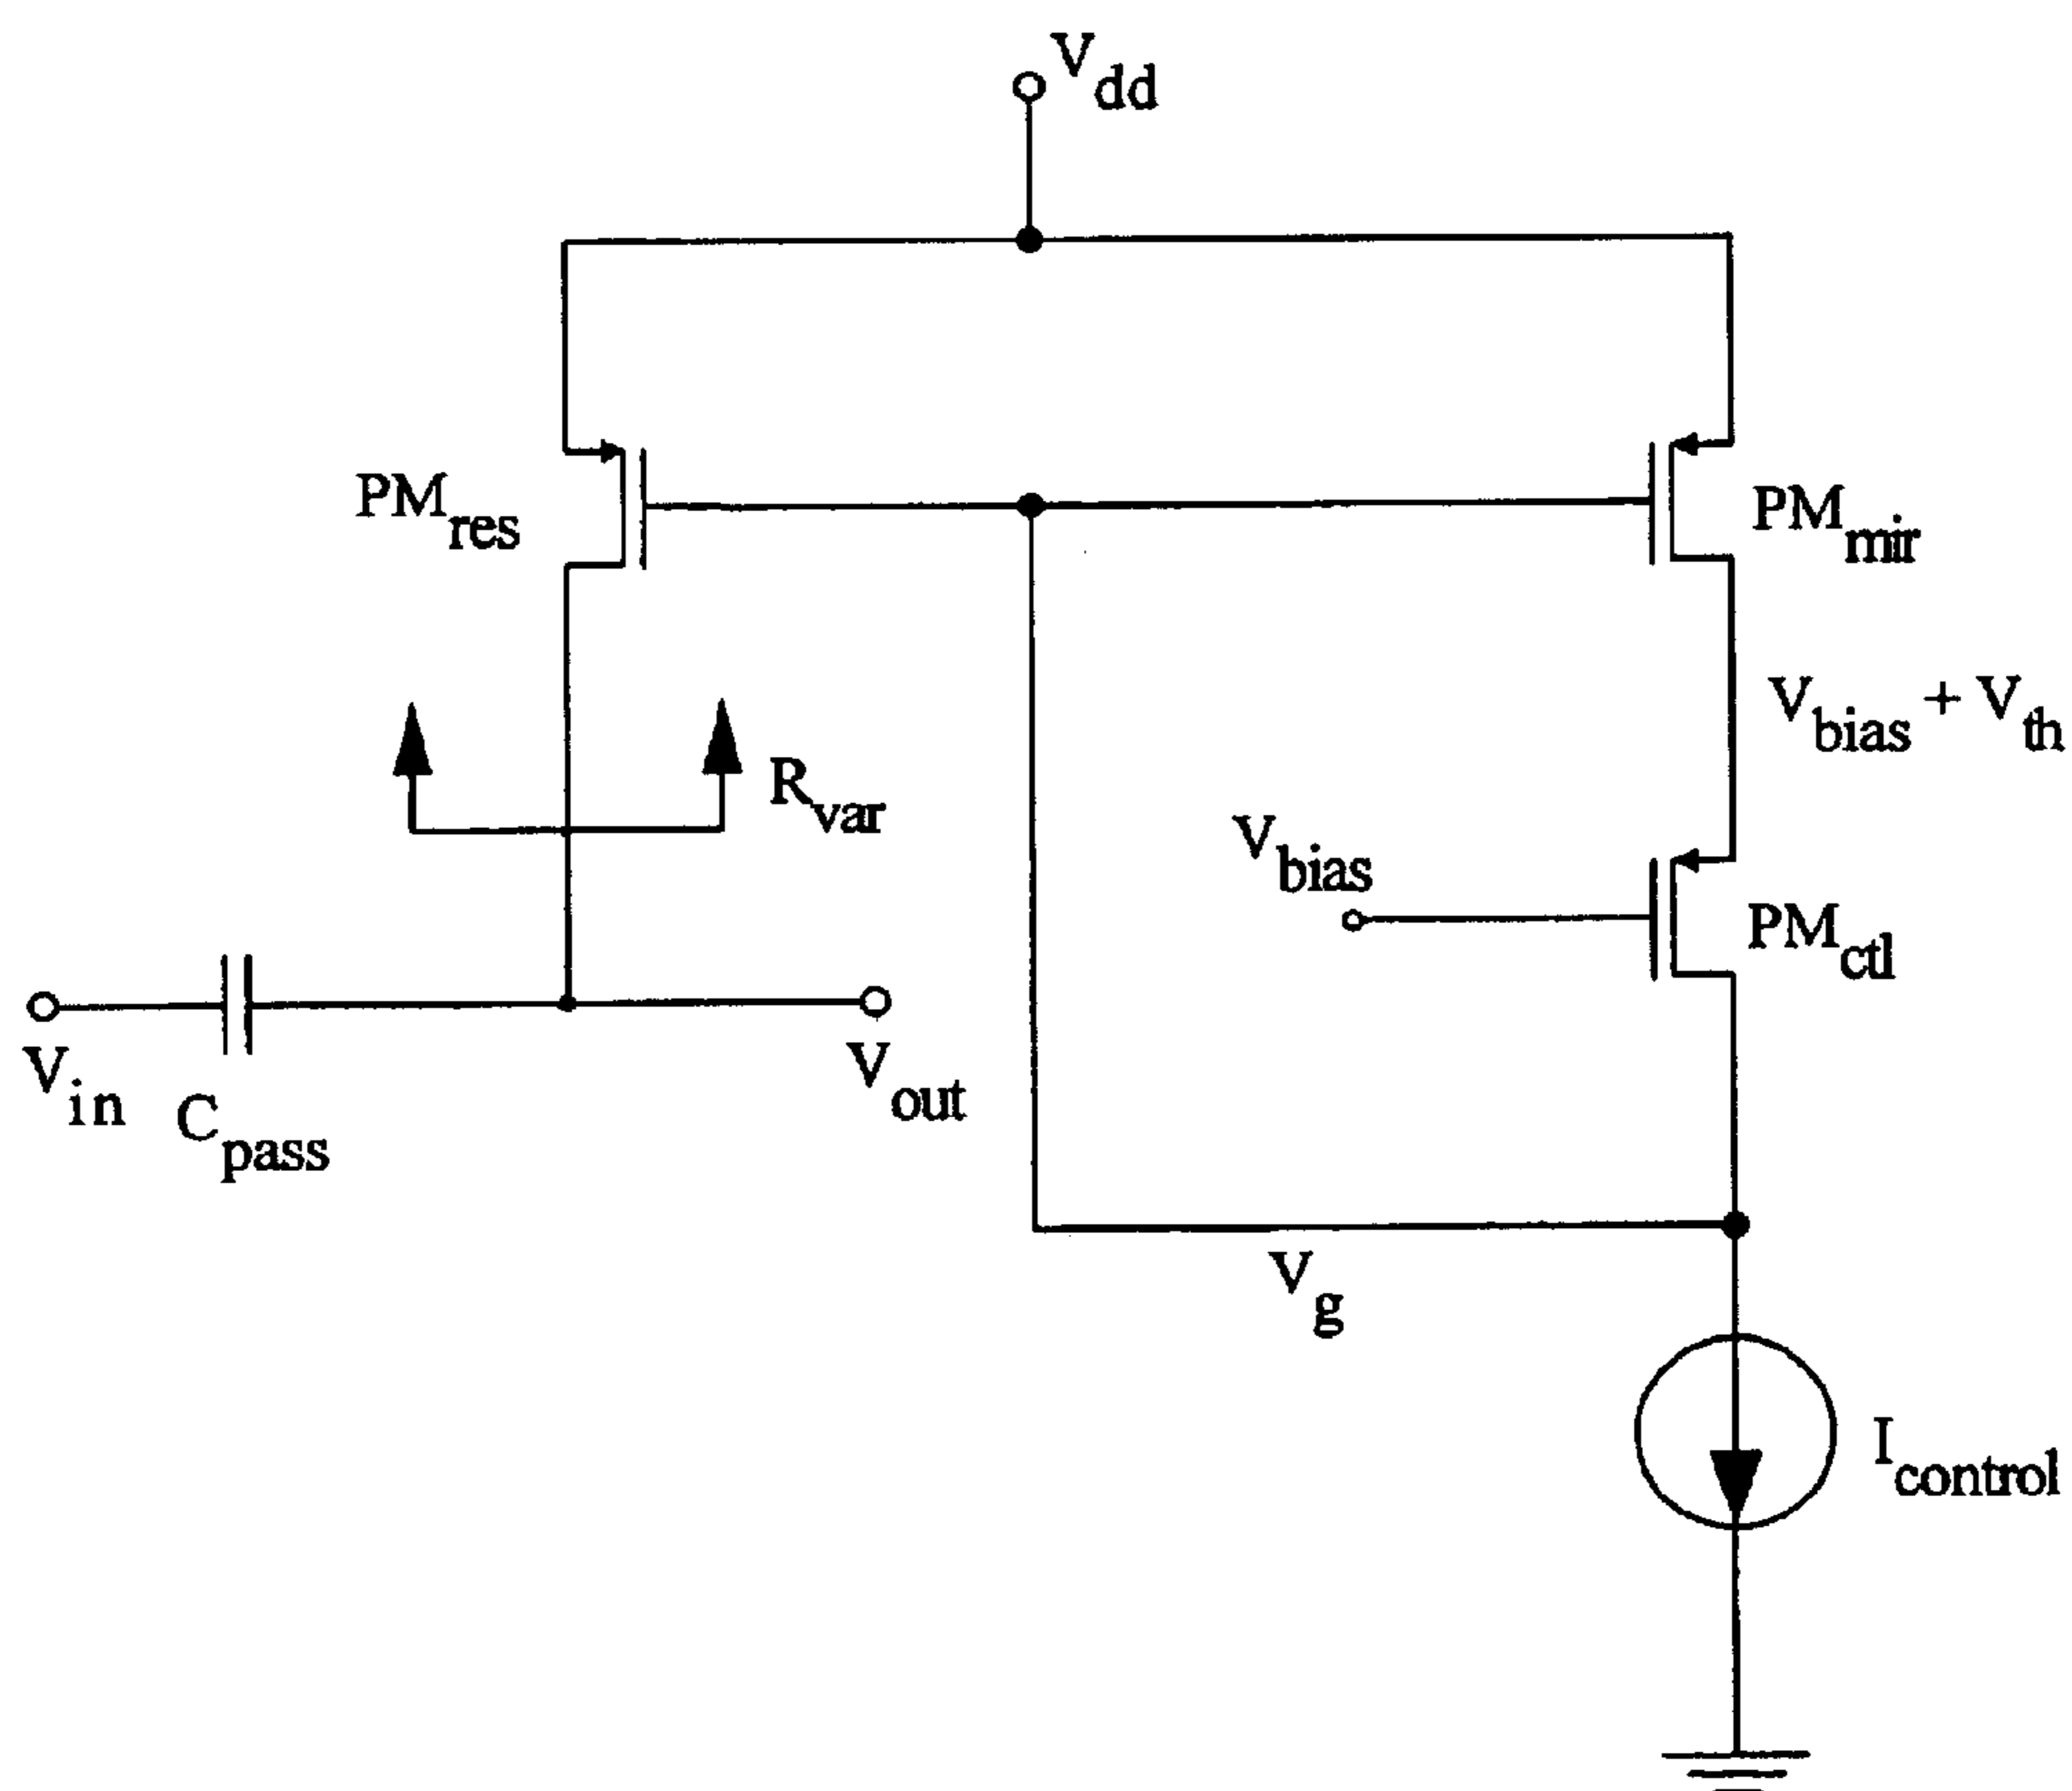 Vdd
PMres
PMmir
Vbias + Vth
Rvar
Vbias
PMctl
Vin
Cpass
Vout
Vg
Icontrol